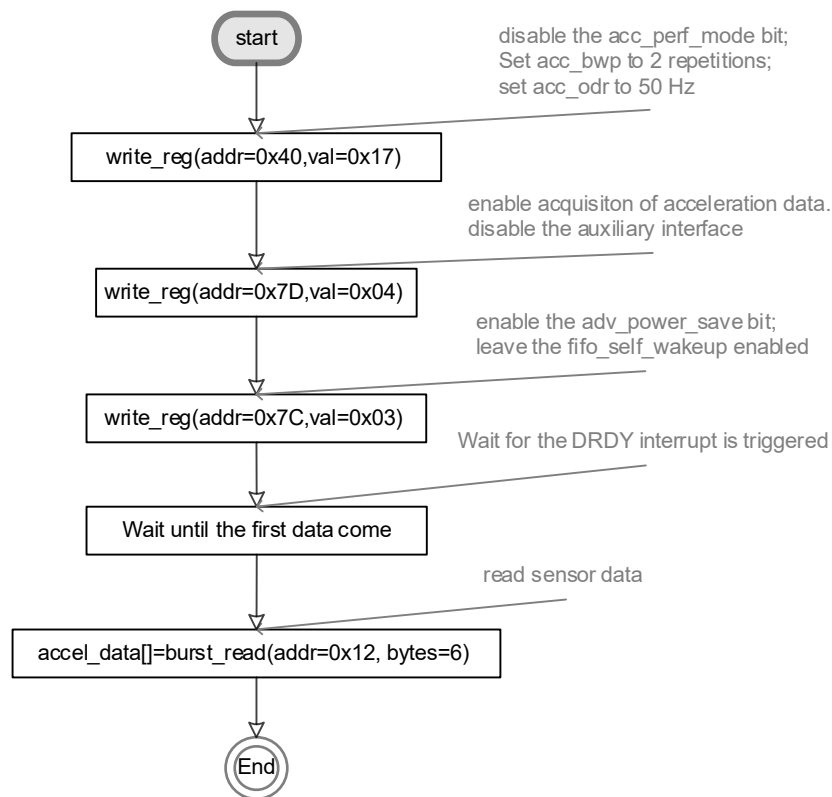 start
disable the acc_perf_mode bit;
Set acc_bwp to 2 repetitions;
set acc_odr to 50 Hz
write_reg(addr=0x40,val=0x17)
enable acquisiton of acceleration data.
disable the auxiliary interface
write_reg(addr=0x7D,val=0x04)
enable the adv_power_save bit;
leave the fifo_self_wakeup enabled
write_reg(addr=0x7C,val=0x03)
Wait for the DRDY interrupt is triggered
Wait until the first data come
read sensor data
accel_data[]=burst_read(addr=0x12, bytes=6)
End